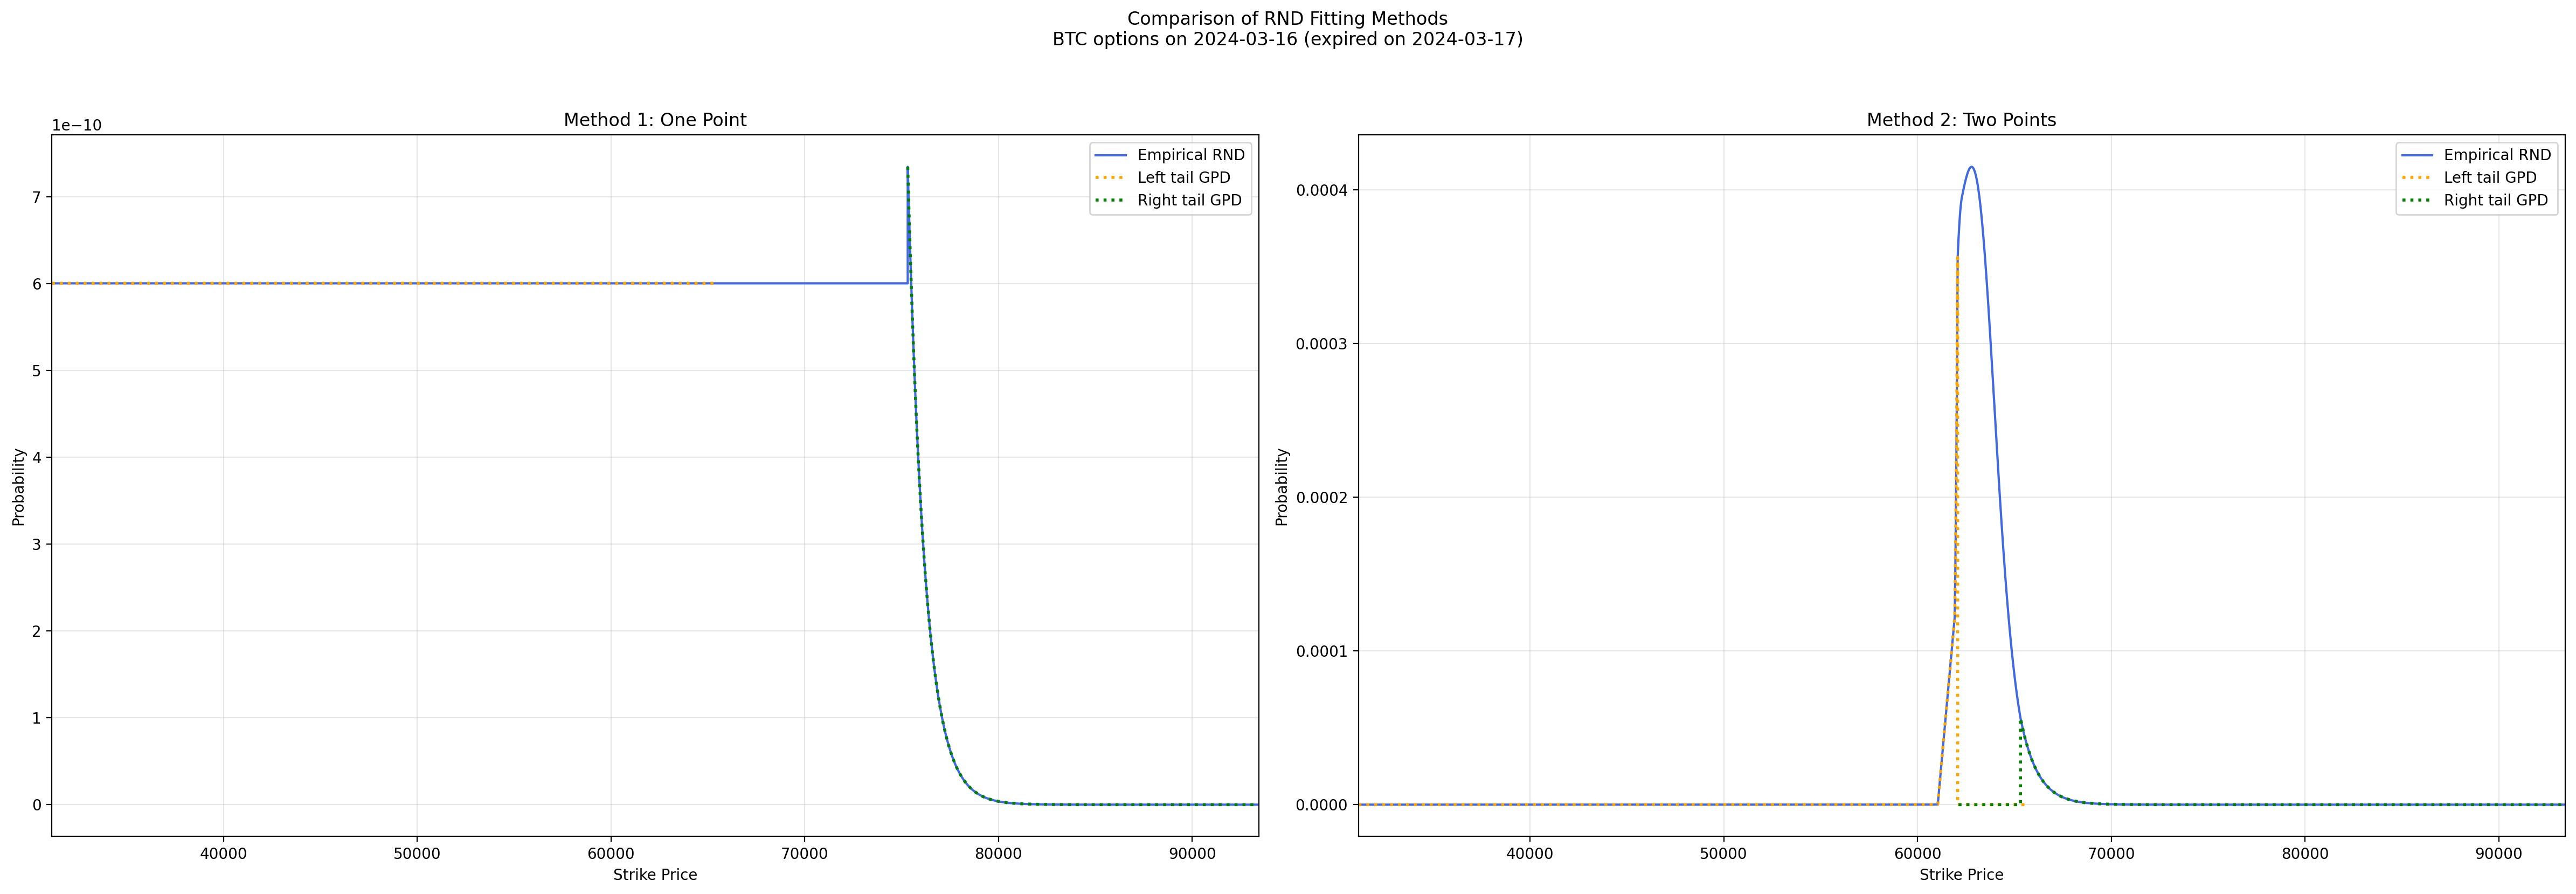 Comparison of RND Fitting Methods
BTC options on 2024-03-16 (expired on 2024-03-17)
Method 1: One Point
1e−10
7
6
5
4
3
2
1
0
Probability
40000 50000 60000 70000 80000 90000
Strike Price
Empirical RND
Left tail GPD
Right tail GPD
Method 2: Two Points
0.0004
0.0003
0.0002
0.0001
0.0000
Probability
40000 50000 60000 70000 80000 90000
Strike Price
Empirical RND
Left tail GPD
Right tail GPD